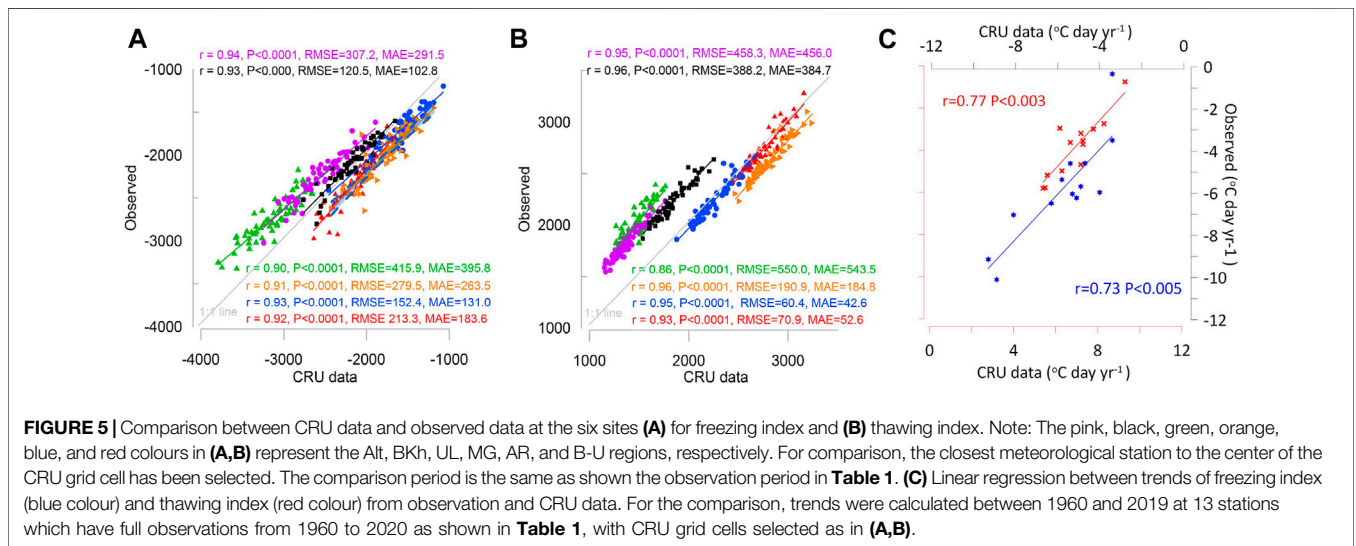 A
r = 0.94, P<0.0001, RMSE=307.2, MAE=291.5
r = 0.93, P<0.000, RMSE=120.5, MAE=102.8
-1000
-2000
-3000
-4000
Observed
r = 0.90, P<0.0001, RMSE=415.9, MAE=395.8
r = 0.91, P<0.0001, RMSE=279.5, MAE=263.5
r = 0.93, P<0.0001, RMSE=152.4, MAE=131.0
r = 0.92, P<0.0001, RMSE 213.3, MAE=183.6
1:1 line
-4000 -3000 -2000 -1000
CRU data
B
r = 0.95, P<0.0001, RMSE=458.3, MAE=456.0
r = 0.96, P<0.0001, RMSE=388.2, MAE=384.7
3000
2000
1000
Observed
r = 0.86, P<0.0001, RMSE=550.0, MAE=543.5
r = 0.96, P<0.0001, RMSE=190.9, MAE=184.8
r = 0.95, P<0.0001, RMSE=60.4, MAE=42.6
r = 0.93, P<0.0001, RMSE=70.9, MAE=52.6
1:1 line
1000 2000 3000
CRU data
C
CRU data (°C day yr⁻¹)
-12 -8 -4 0
r=0.77 P<0.003
r=0.73 P<0.005
0
-2
-4
-6
-8
-10
-12
Observed (°C day yr-1)
0 4 8 12
CRU data (°C day yr⁻¹)
FIGURE 5 | Comparison between CRU data and observed data at the six sites (A) for freezing index and (B) thawing index. Note: The pink, black, green, orange,
blue, and red colours in (A,B) represent the Alt, BKh, UL, MG, AR, and B-U regions, respectively. For comparison, the closest meteorological station to the center of the
CRU grid cell has been selected. The comparison period is the same as shown the observation period in Table 1. (C) Linear regression between trends of freezing index
(blue colour) and thawing index (red colour) from observation and CRU data. For the comparison, trends were calculated between 1960 and 2019 at 13 stations
which have full observations from 1960 to 2020 as shown in Table 1, with CRU grid cells selected as in (A,B).